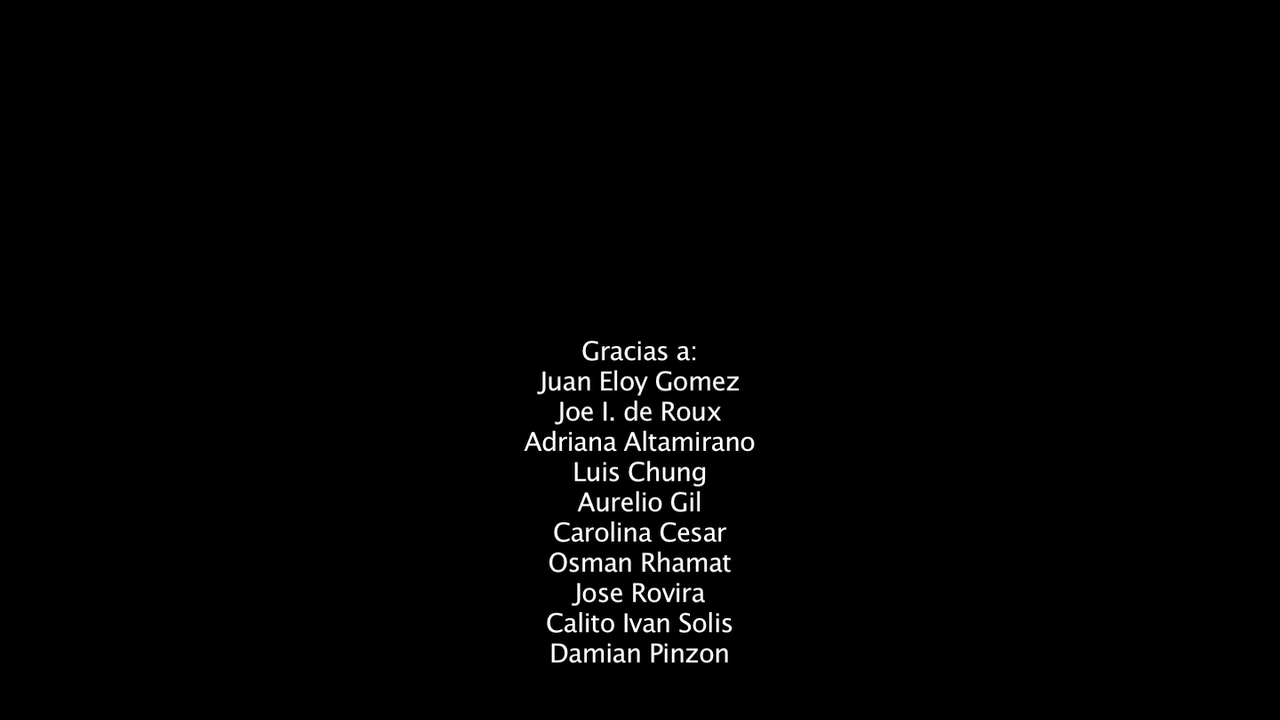 Gracias a:
Juan Eloy Gomez
Joe I. de Roux
Adriana Altamirano
Luis Chung
Aurelio Gil
Carolina Cesar
Osman Rhamat
Jose Rovira
Calito Ivan Solis
Damian Pinzon